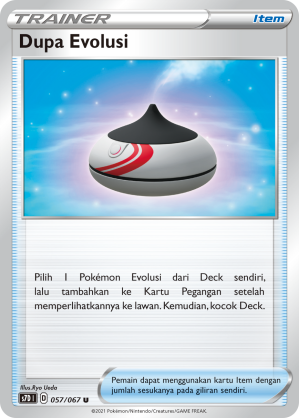 TRAINER
Item
Dupa Evolusi
Pilih 1 Pokémon Evolusi dari Deck sendiri,
lalu tambahkan ke Kartu Pegangan setelah
memperlihatkannya ke lawan. Kemudian, kocok Deck.
Illus.Ryo Ueda
s7D I D 057/067 U
Pemain dapat menggunakan kartu Item dengan
jumlah sesukanya pada giliran sendiri.
©2021 Pokémon/Nintendo/Creatures/GAME FREAK.